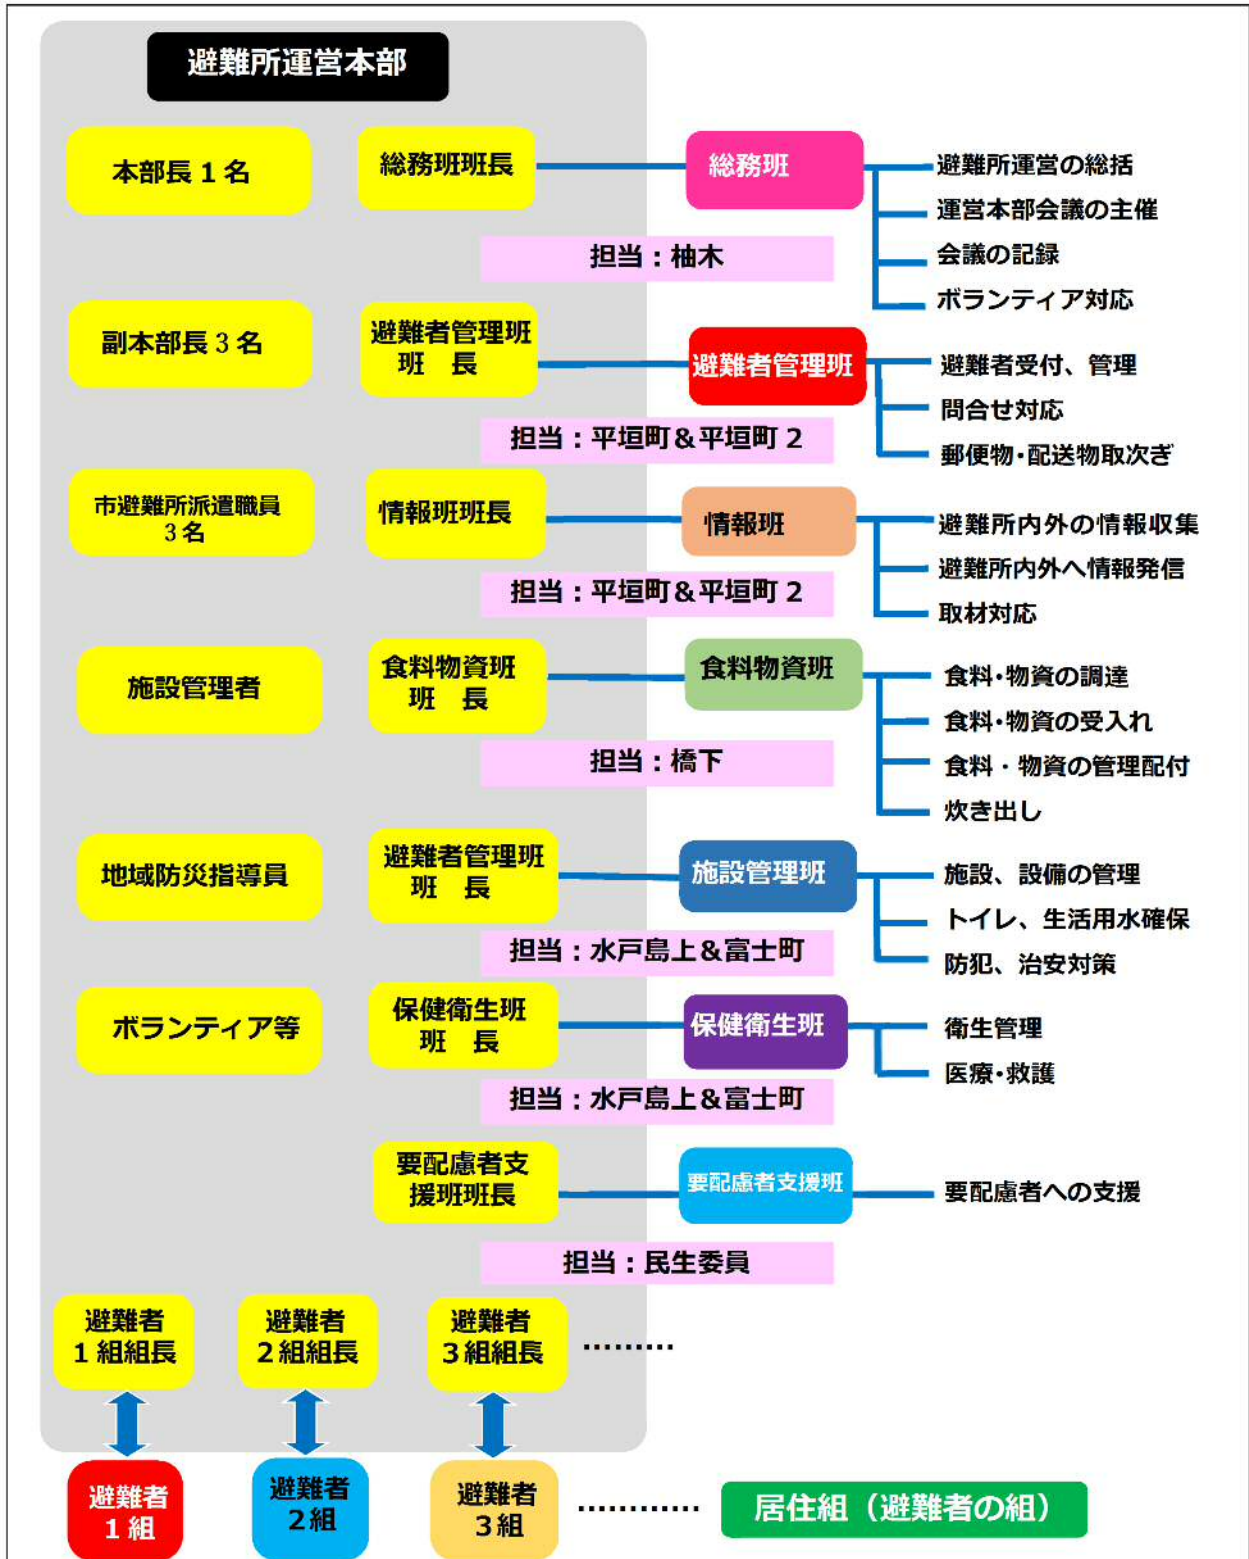 避難所運営本部
本部長 1 名
総務班班長
総務班
避難所運営の総括
運営本部会議の主催
会議の記録
ボランティア対応
担当：柚木
副本部長 3 名
避難者管理班
班　長
避難者管理班
避難者受付、管理
問合せ対応
郵便物・配送物取次ぎ
担当：平垣町＆平垣町 2
市避難所派遣職員
3 名
情報班班長
情報班
避難所内外の情報収集
避難所内外へ情報発信
取材対応
担当：平垣町＆平垣町 2
施設管理者
食料物資班
班　長
食料物資班
食料・物資の調達
食料・物資の受入れ
食料・物資の管理配付
炊き出し
担当：橋下
地域防災指導員
避難者管理班
班　長
施設管理班
施設、設備の管理
トイレ、生活用水確保
防犯、治安対策
担当：水戸島上＆富士町
ボランティア等
保健衛生班
班　長
保健衛生班
衛生管理
医療・救護
担当：水戸島上＆富士町
要配慮者支
援班班長
要配慮者支援班
要配慮者への支援
担当：民生委員
避難者
1 組組長
避難者
2組組長
避難者
3組組長
………
避難者
1 組
避難者
2組
避難者
3組
…………
居住組（避難者の組）